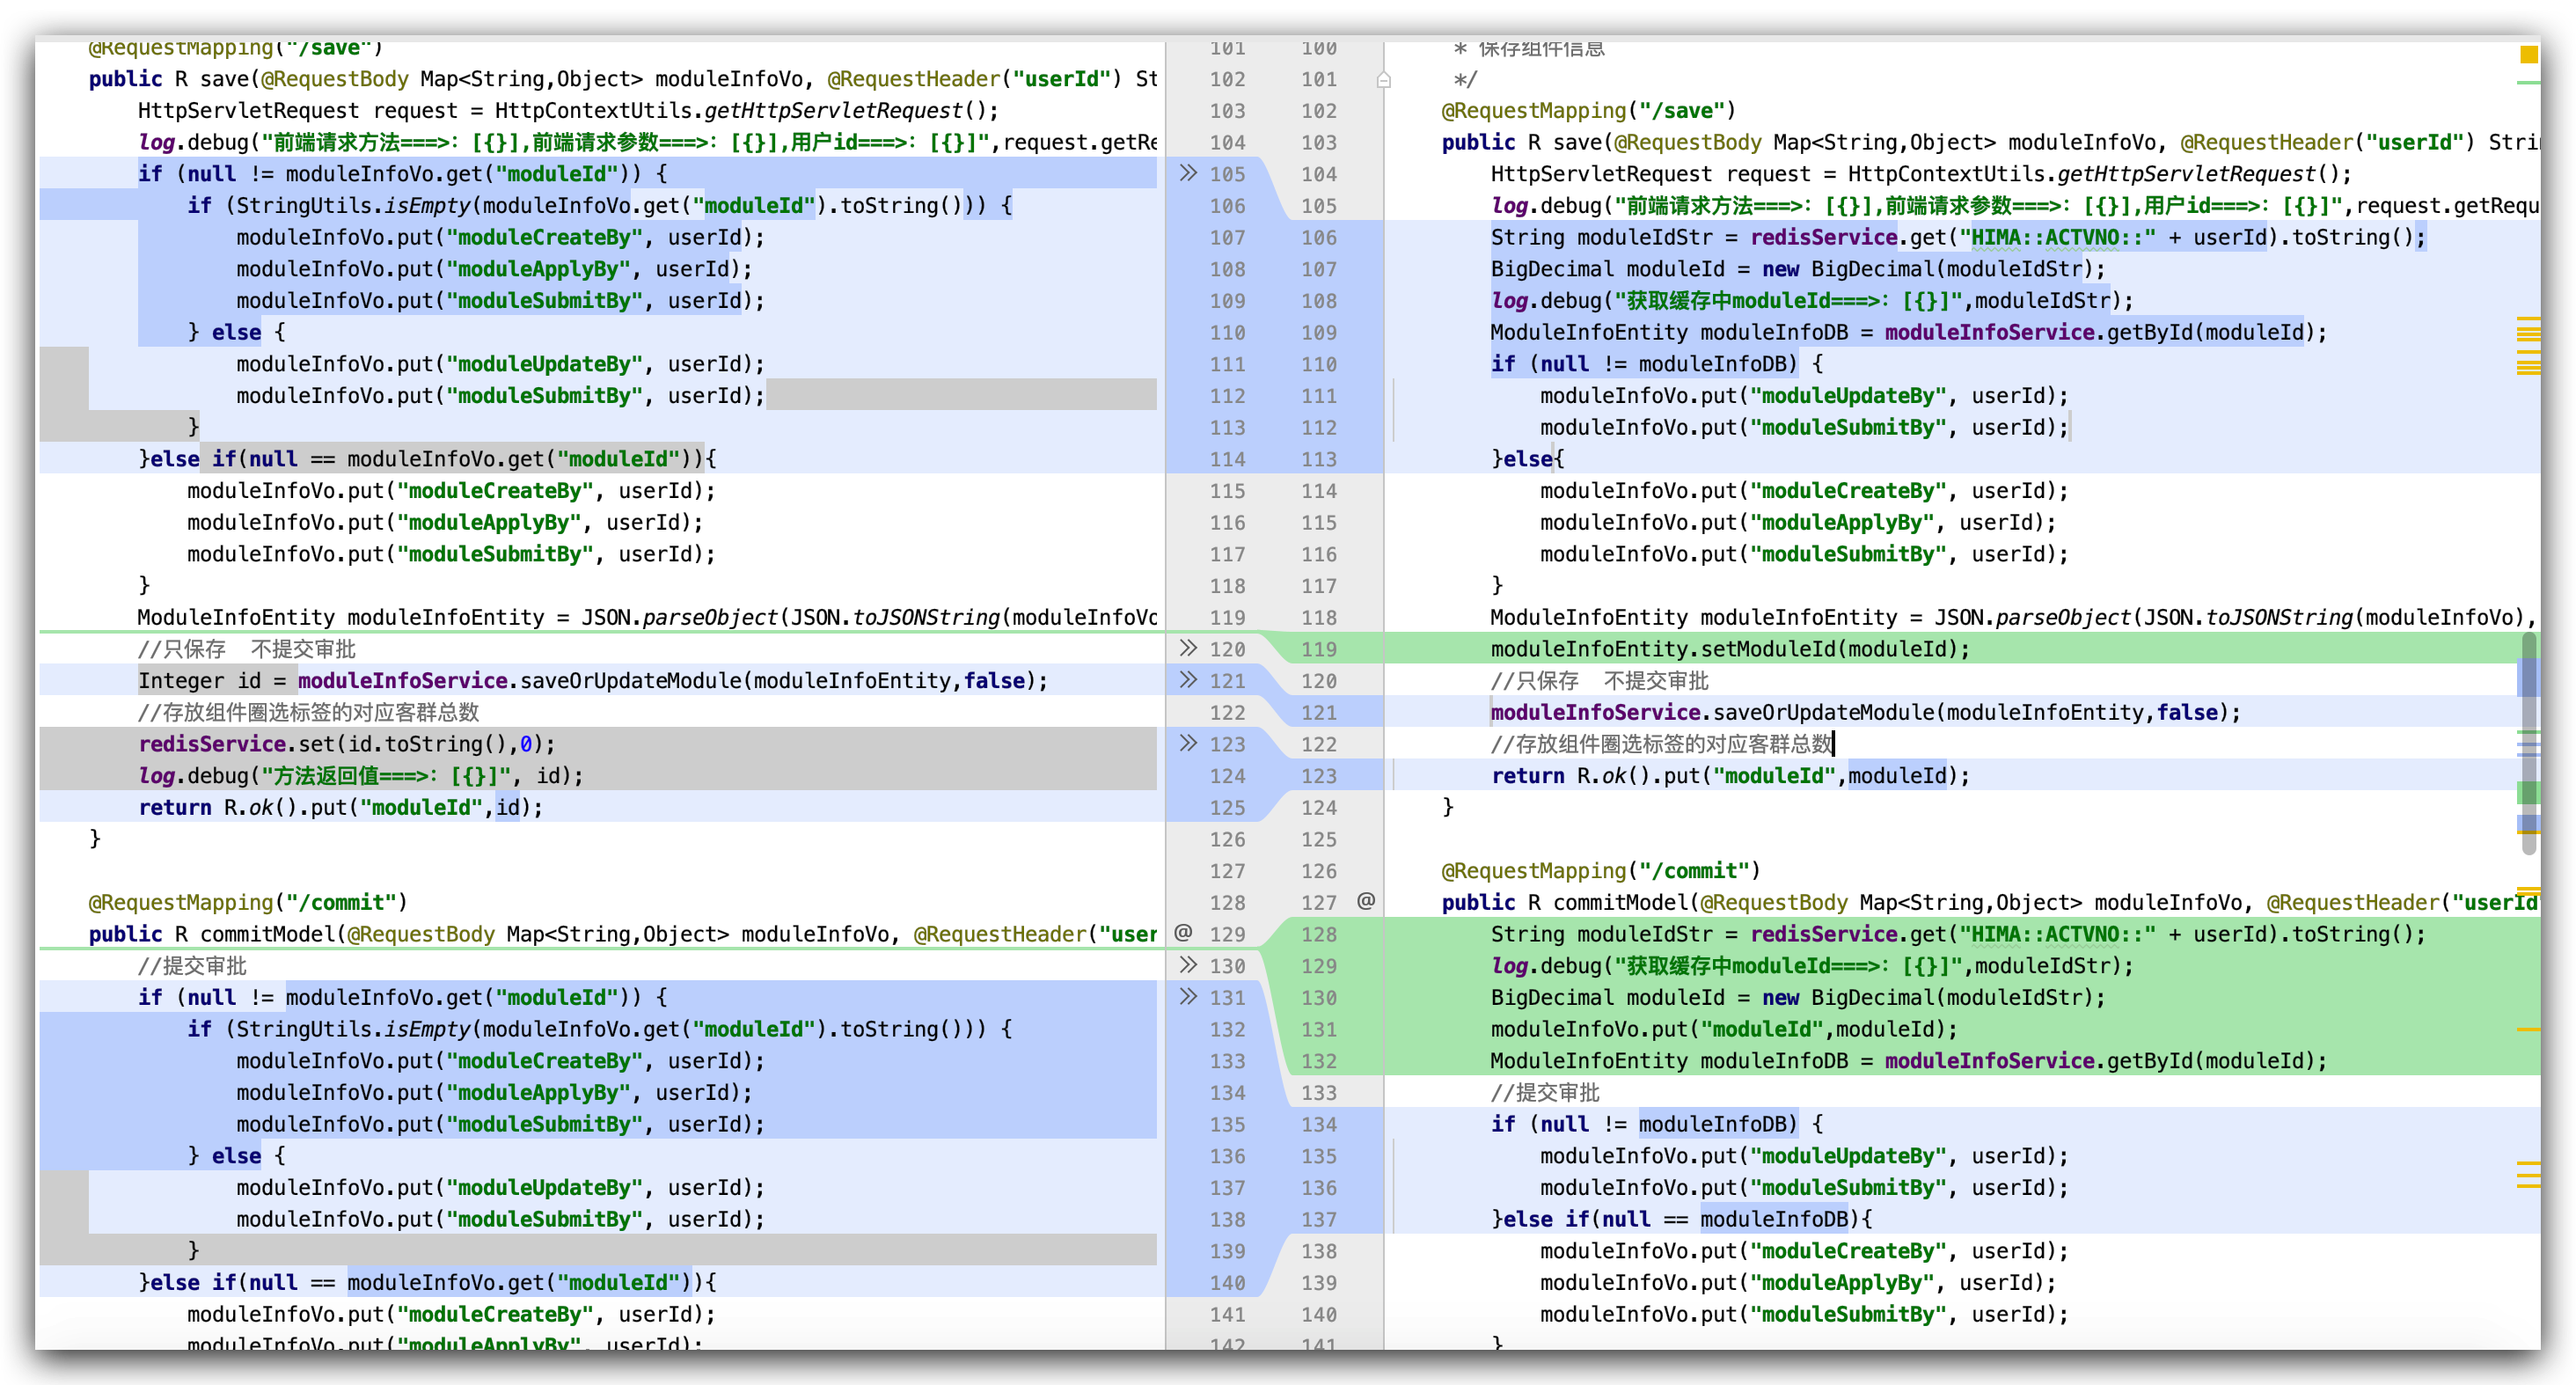 @RequestMapping("/save")
public R save(@RequestBody Map<String,Object> moduleInfoVo, @RequestHeader("userId") St
HttpServletRequest request = HttpContextUtils.getHttpServletRequest();
log.debug("前端请求方法===>: [{}],前端请求参数===>: [{}],用户id===>: [{}]",request.getRe
if (null != moduleInfoVo.get("moduleId")) {
if (StringUtils.isEmpty(moduleInfoVo.get("moduleId").toString())) {
moduleInfoVo.put("moduleCreateBy", userId);
moduleInfoVo.put("moduleApplyBy", userId);
moduleInfoVo.put("moduleSubmitBy", userId);
} else {
moduleInfoVo.put("moduleUpdateBy", userId);
moduleInfoVo.put("moduleSubmitBy", userId);
}
}else if(null == moduleInfoVo.get("moduleId")){
moduleInfoVo.put("moduleCreateBy", userId);
moduleInfoVo.put("moduleApplyBy", userId);
moduleInfoVo.put("moduleSubmitBy", userId);
}
ModuleInfoEntity moduleInfoEntity = JSON.parseObject(JSON.toJSONString(moduleInfoVo
//只保存  不提交审批
Integer id = moduleInfoService.saveOrUpdateModule(moduleInfoEntity,false);
//存放组件圈选标签的对应客群总数
redisService.set(id.toString(),0);
log.debug("方法返回值===>: [{}]", id);
return R.ok().put("moduleId",id);
}
@RequestMapping("/commit")
public R commitModel(@RequestBody Map<String,Object> moduleInfoVo, @RequestHeader("user
//提交审批
if (null != moduleInfoVo.get("moduleId")) {
if (StringUtils.isEmpty(moduleInfoVo.get("moduleId").toString())) {
moduleInfoVo.put("moduleCreateBy", userId);
moduleInfoVo.put("moduleApplyBy", userId);
moduleInfoVo.put("moduleSubmitBy", userId);
} else {
moduleInfoVo.put("moduleUpdateBy", userId);
moduleInfoVo.put("moduleSubmitBy", userId);
}
}else if(null == moduleInfoVo.get("moduleId")){
moduleInfoVo.put("moduleCreateBy", userId);
moduleInfoVo.put("moduleApplyBy", userId);
101 100
102 101
103 102
104 103
105 104
106 105
107 106
108 107
109 108
110 109
111 110
112 111
113 112
114 113
115 114
116 115
117 116
118 117
119 118
120 119
121 120
122 121
123 122
124 123
125 124
126 125
127 126
128 127 @
@ 129 128
130 129
131 130
132 131
133 132
134 133
135 134
136 135
137 136
138 137
139 138
140 139
141 140
142 141
* 保存组件信息
*/
@RequestMapping("/save")
public R save(@RequestBody Map<String,Object> moduleInfoVo, @RequestHeader("userId") Stri
HttpServletRequest request = HttpContextUtils.getHttpServletRequest();
log.debug("前端请求方法===>: [{}],前端请求参数===>: [{}],用户id===>: [{}]",request.getRequ
String moduleIdStr = redisService.get("HIMA::ACTVNO::" + userId).toString();
BigDecimal moduleId = new BigDecimal(moduleIdStr);
log.debug("获取缓存中moduleId===>: [{}]",moduleIdStr);
ModuleInfoEntity moduleInfoDB = moduleInfoService.getById(moduleId);
if (null != moduleInfoDB) {
moduleInfoVo.put("moduleUpdateBy", userId);
moduleInfoVo.put("moduleSubmitBy", userId);
}else{
moduleInfoVo.put("moduleCreateBy", userId);
moduleInfoVo.put("moduleApplyBy", userId);
moduleInfoVo.put("moduleSubmitBy", userId);
}
ModuleInfoEntity moduleInfoEntity = JSON.parseObject(JSON.toJSONString(moduleInfoVo),
moduleInfoEntity.setModuleId(moduleId);
//只保存  不提交审批
moduleInfoService.saveOrUpdateModule(moduleInfoEntity,false);
//存放组件圈选标签的对应客群总数
return R.ok().put("moduleId",moduleId);
}
@RequestMapping("/commit")
public R commitModel(@RequestBody Map<String,Object> moduleInfoVo, @RequestHeader("userId
String moduleIdStr = redisService.get("HIMA::ACTVNO::" + userId).toString();
log.debug("获取缓存中moduleId===>: [{}]",moduleIdStr);
BigDecimal moduleId = new BigDecimal(moduleIdStr);
moduleInfoVo.put("moduleId",moduleId);
ModuleInfoEntity moduleInfoDB = moduleInfoService.getById(moduleId);
//提交审批
if (null != moduleInfoDB) {
moduleInfoVo.put("moduleUpdateBy", userId);
moduleInfoVo.put("moduleSubmitBy", userId);
}else if(null == moduleInfoDB){
moduleInfoVo.put("moduleCreateBy", userId);
moduleInfoVo.put("moduleApplyBy", userId);
moduleInfoVo.put("moduleSubmitBy", userId);
}